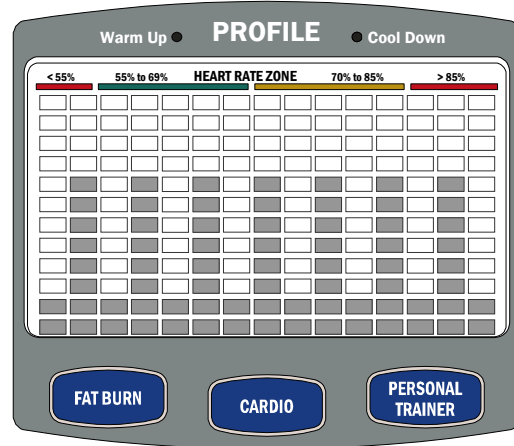 PROFILE
Warm Up
Cool Down
< 55%
55% to 69%
HEART RATE ZONE
70% to 85%
> 85%
FAT BURN
CARDIO
PERSONAL
TRAINER